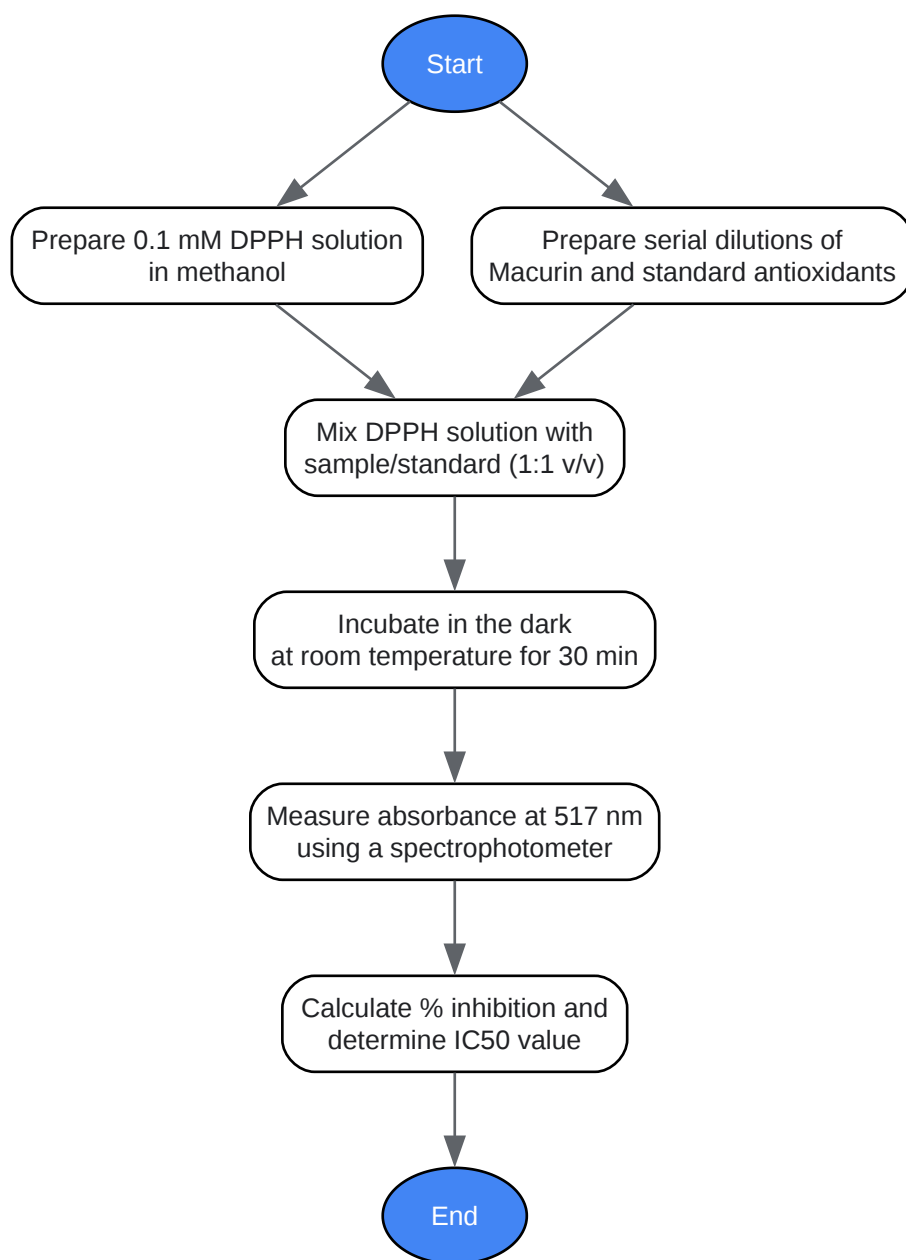 Start
Prepare 0.1 mM DPPH solution
in methanol
Prepare serial dilutions of
Macurin and standard antioxidants
Mix DPPH solution with
sample/standard (1:1 v/v)
Incubate in the dark
at room temperature for 30 min
Measure absorbance at 517 nm
using a spectrophotometer
Calculate % inhibition and
determine IC50 value
End